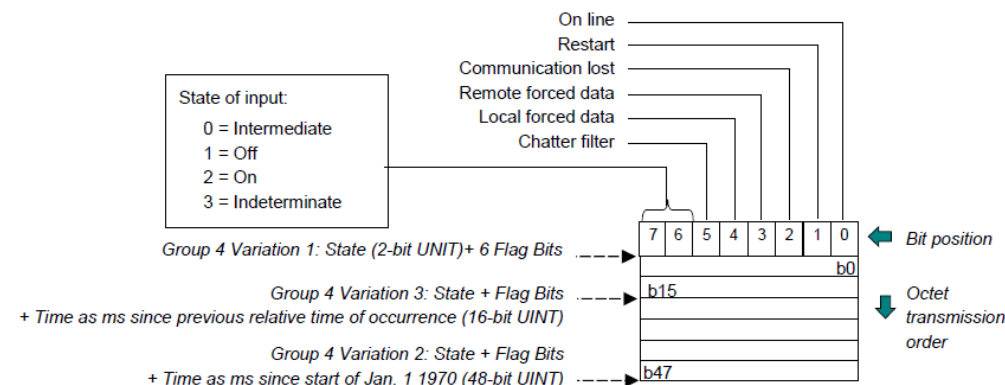 On line
Restart
Communication lost
Remote forced data
Local forced data
Chatter filter
State of input:
0 = Intermediate
1 = Off
2 = On
3 = Indeterminate
7 6 5 4 3 2 1 0
Bit position
Group 4 Variation 1: State (2-bit UNIT)+ 6 Flag Bits
b0
b15
Group 4 Variation 3: State + Flag Bits
+ Time as ms since previous relative time of occurrence (16-bit UINT)
Octet
transmission
order
Group 4 Variation 2: State + Flag Bits
+ Time as ms since start of Jan. 1 1970 (48-bit UINT)
b47